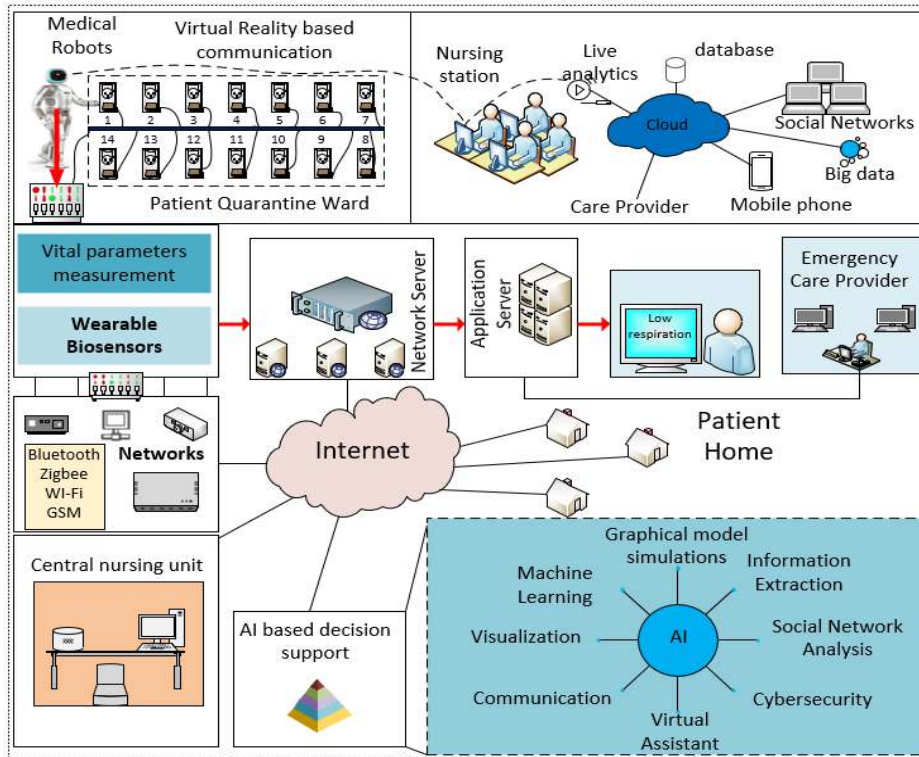 Medical
Robots
Virtual Reality based
communication
1 2 3 4 5 6 7
14 13 12 11 10 9 8
Patient Quarantine Ward
Nursing
station
Live
analytics
database
Cloud
Social Networks
Big data
Mobile phone
Care Provider
Vital parameters
measurement
Wearable
Biosensors
Network Server
Application
Server
Low
respiration
Emergency
Care Provider
Networks
Bluetooth
Zigbee
WI-Fi
GSM
Internet
Patient
Home
Central nursing unit
AI based decision
support
Graphical model
simulations
Machine
Learning
Information
Extraction
Visualization
AI
Social Network
Analysis
Communication
Cybersecurity
Virtual
Assistant